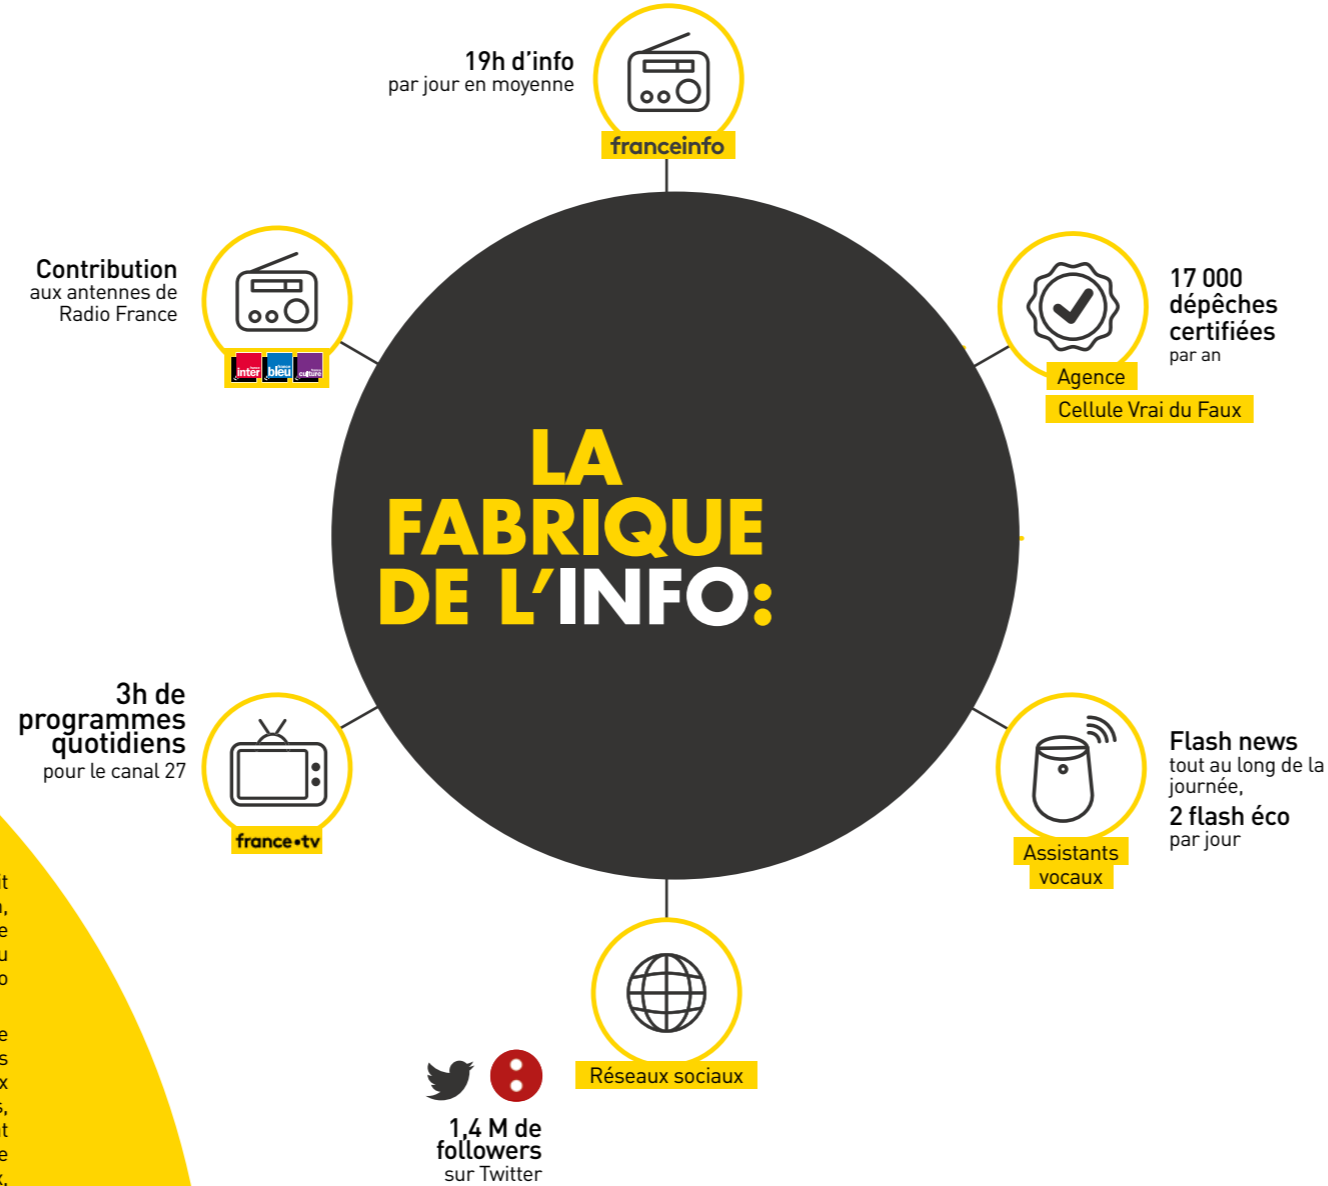 19h d’info
par jour en moyenne
franceinfo
Contribution
aux antennes de
Radio France
inter
bleu
culture
17 000
dépêches
certifiées
par an
Agence
Cellule Vrai du Faux
LA
FABRIQUE
DE L’INFO:
3h de
programmes
quotidiens
pour le canal 27
france•tv
Flash news
tout au long de la
journée,
2 flash éco
par jour
Assistants
vocaux
Réseaux sociaux
1,4 M de
followers
sur Twitter